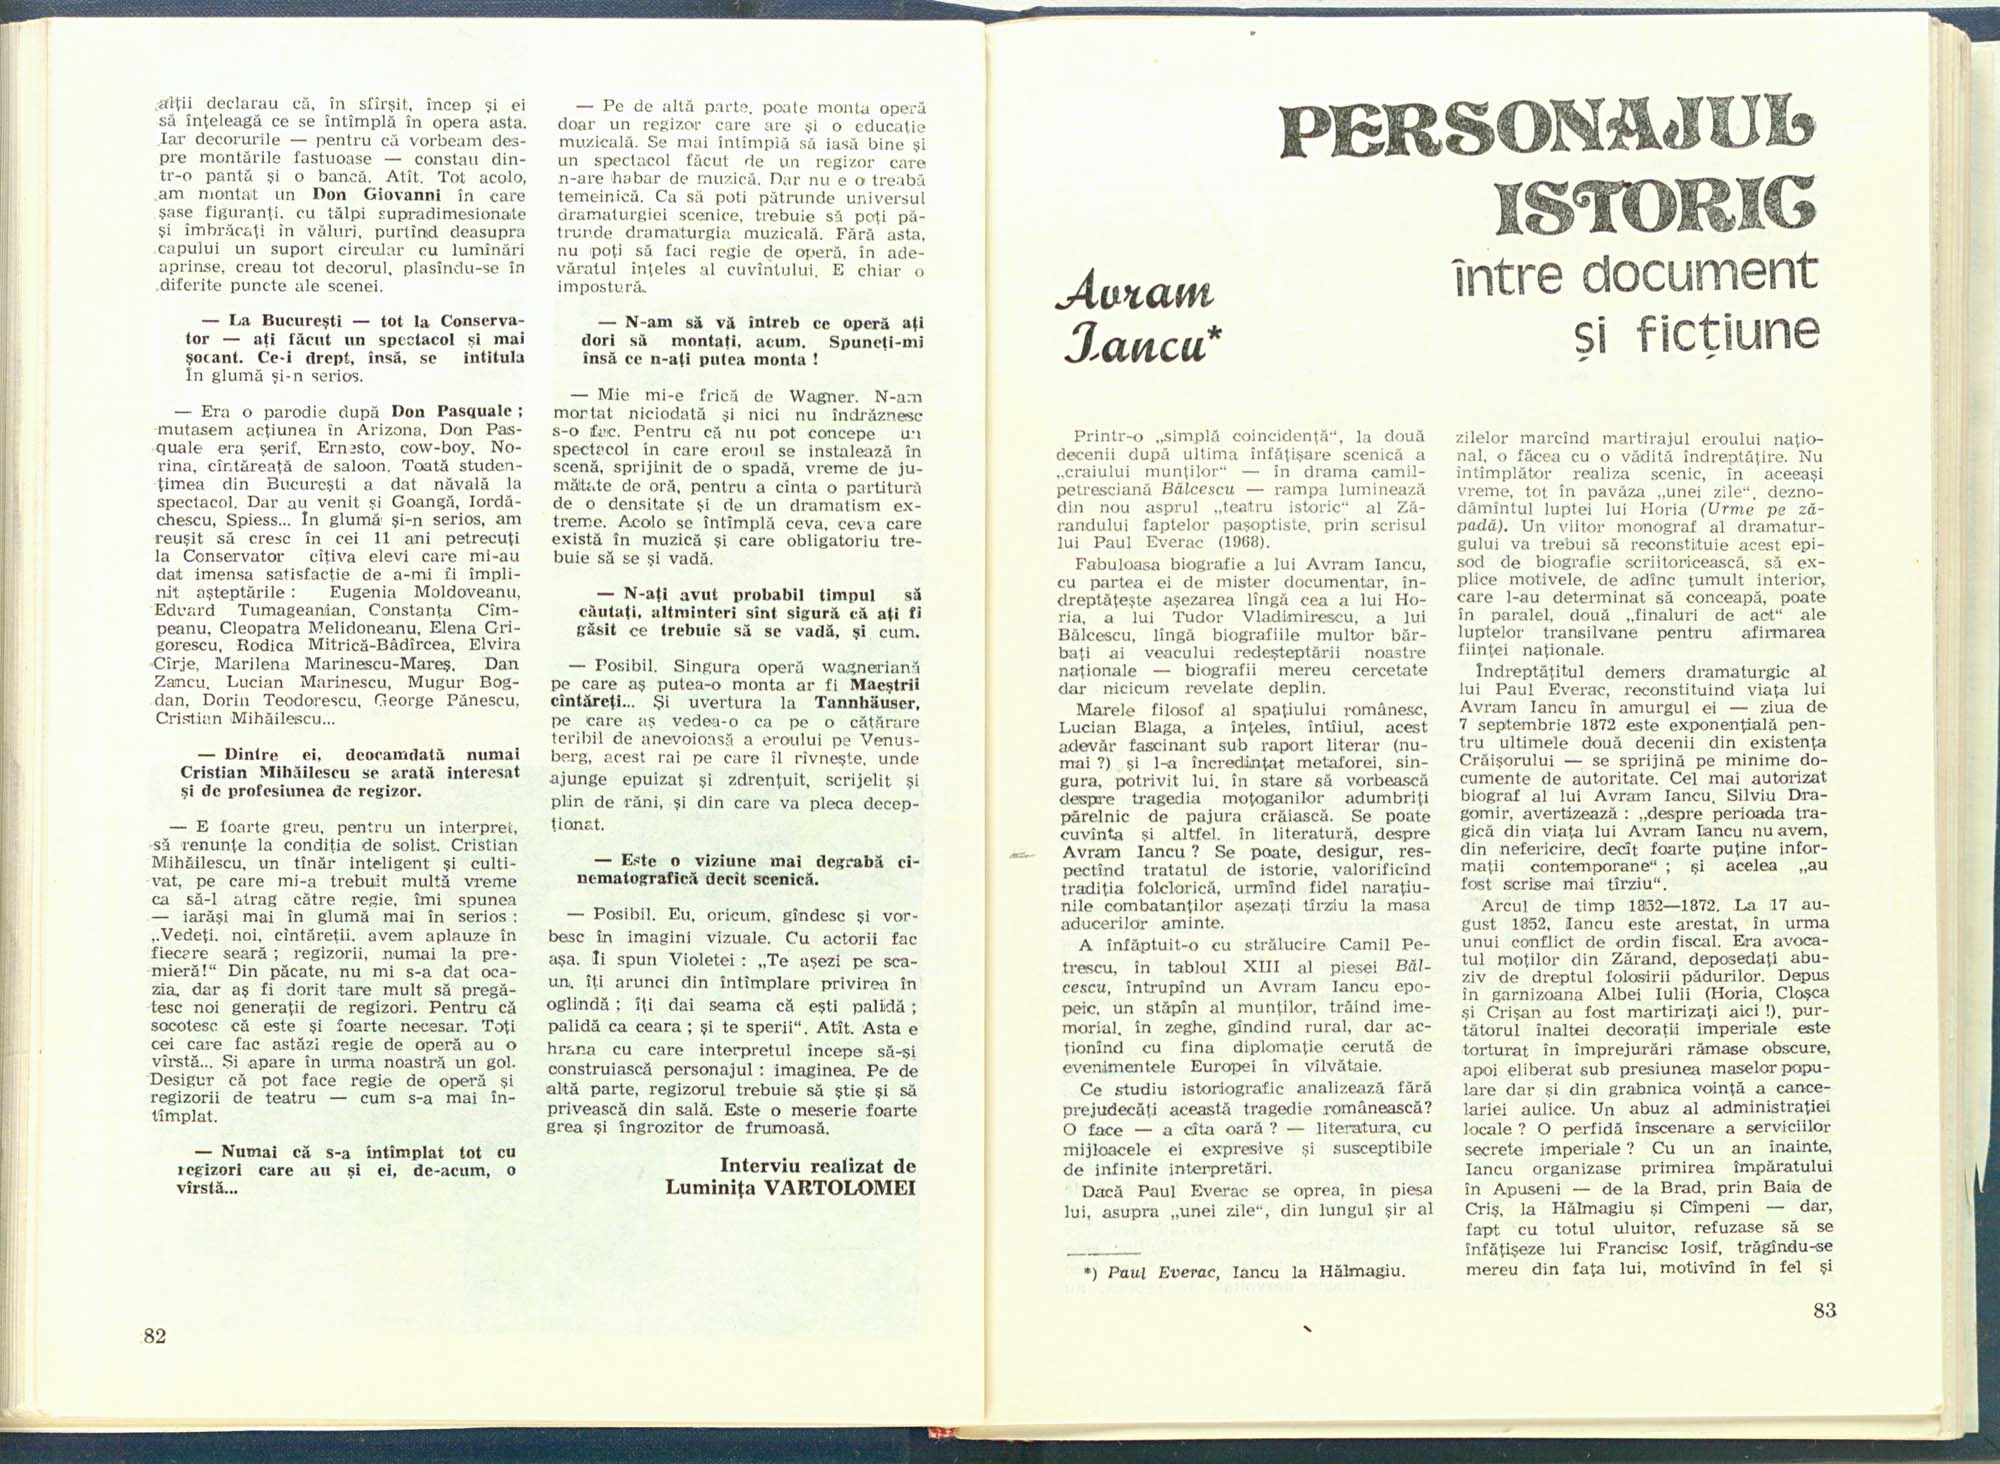 alții declarau că, în sfîrșit, încep și ei
să înțeleagă ce se întîmplă în opera asta.
Iar decorurile — pentru că vorbeam des-
pre montările fastuoase — constau din-
tr-o pantă și o bancă. Atît. Tot acolo,
am montat un Don Giovanni în care
șase figuranți, cu tălpi supradimesionate
și îmbrăcați în văluri, purtînd deasupra
capului un suport circular cu lumînări
aprinse, creau tot decorul, plasîndu-se în
diferite puncte ale scenei.
— La București — tot la Conserva-
tor — ați făcut un spectacol și mai
șocant. Ce-i drept, însă, se intitula
În glumă și-n serios.
— Era o parodie după Don Pasquale ;
mutasem acțiunea în Arizona, Don Pas-
quale era șerif, Ernesto, cow-boy, No-
rina, cîntăreață de saloon. Toată studen-
țimea din București a dat năvală la
spectacol. Dar au venit și Goangă, Iordă-
chescu, Spiess... În glumă și-n serios, am
reușit să cresc în cei 11 ani petrecuți
la Conservator cîțiva elevi care mi-au
dat imensa satisfacție de a-mi fi împli-
nit așteptările : Eugenia Moldoveanu,
Eduard Tumageanian, Constanța Cîm-
peanu, Cleopatra Melidoneanu, Elena Gri-
gorescu, Rodica Mitrică-Bădîrcea, Elvira
Cîrje, Marilena Marinescu-Mareș, Dan
Zancu, Lucian Marinescu, Mugur Bog-
dan, Dorin Teodorescu, George Pănescu,
Cristian Mihăilescu...
— Dintre ei, deocamdată numai
Cristian Mihăilescu se arată interesat
și de profesiunea de regizor.
— E foarte greu, pentru un interpret,
să renunțe la condiția de solist. Cristian
Mihăilescu, un tînăr inteligent și culti-
vat, pe care mi-a trebuit multă vreme
ca să-l atrag către regie, îmi spunea
— iarăși mai în glumă mai în serios :
„Vedeți, noi, cîntăreții, avem aplauze în
fiecare seară ; regizorii, numai la pre-
mieră!“ Din păcate, nu mi s-a dat oca-
zia, dar aș fi dorit tare mult să pregă-
tesc noi generații de regizori. Pentru că
socotesc că este și foarte necesar. Toți
cei care fac astăzi regie de operă au o
vîrstă... Și apare în urma noastră un gol.
Desigur că pot face regie de operă și
regizorii de teatru — cum s-a mai în-
tîmplat.
— Numai că s-a întîmplat tot cu
regizori care au și ei, de-acum, o
vîrstă...
— Pe de altă parte, poate monta operă
doar un regizor care are și o educație
muzicală. Se mai întîmplă să iasă bine și
un spectacol făcut de un regizor care
n-are habar de muzică. Dar nu e o treabă
temeinică. Ca să poți pătrunde universul
dramaturgiei scenice, trebuie să poți pă-
trunde dramaturgia muzicală. Fără asta,
nu poți să faci regie de operă, în ade-
văratul înțeles al cuvîntului. E chiar o
impostură.
— N-am să vă întreb ce operă ați
dori să montați, acum. Spuneți-mi
însă ce n-ați putea monta !
— Mie mi-e frică de Wagner. N-am
montat niciodată și nici nu îndrăznesc
s-o fac. Pentru că nu pot concepe un
spectacol în care eroul se instalează în
scenă, sprijinit de o spadă, vreme de ju-
mătate de oră, pentru a cînta o partitură
de o densitate și de un dramatism ex-
treme. Acolo se întîmplă ceva, ceva care
există în muzică și care obligatoriu tre-
buie să se și vadă.
— N-ați avut probabil timpul să
căutați, altminteri sînt sigură că ați fi
găsit ce trebuie să se vadă, și cum.
— Posibil. Singura operă wagneriană
pe care aș putea-o monta ar fi Maeștrii
cîntăreți... Și uvertura la Tannhäuser,
pe care aș vedea-o ca pe o cățărare
teribil de anevoioasă a eroului pe Venus-
berg, acest rai pe care îl rîvnește, unde
ajunge epuizat și zdrențuit, scrijelit și
plin de răni, și din care va pleca decep-
ționat.
— Este o viziune mai degrabă ci-
nematografică decît scenică.
— Posibil. Eu, oricum, gîndesc și vor-
besc în imagini vizuale. Cu actorii fac
așa. Îi spun Violetei : „Te așezi pe sca-
un, îți arunci din întîmplare privirea în
oglindă ; îți dai seama că ești palidă ;
palidă ca ceara ; și te sperii“. Atît. Asta e
hrana cu care interpretul începe să-și
construiască personajul : imaginea. Pe de
altă parte, regizorul trebuie să știe și să
privească din sală. Este o meserie foarte
grea și îngrozitor de frumoasă.
Interviu realizat de
Luminița VARTOLOMEI
82
PERSONAJUL
ISTORIC
între document
și ficțiune
Avram
Iancu*
Printr-o „simplă coincidență“, la două
decenii după ultima înfățișare scenică a
„craiului munților“ — în drama camil-
petresciană Bălcescu — rampa luminează
din nou asprul „teatru istoric“ al Ză-
randului faptelor pașoptiste, prin scrisul
lui Paul Everac (1968).
Fabuloasa biografie a lui Avram Iancu,
cu partea ei de mister documentar, în-
dreptățește așezarea lîngă cea a lui Ho-
ria, a lui Tudor Vladimirescu, a lui
Bălcescu, lîngă biografiile multor băr-
bați ai veacului redeșteptării noastre
naționale — biografii mereu cercetate
dar nicicum revelate deplin.
Marele filosof al spațiului românesc,
Lucian Blaga, a înțeles, întîiul, acest
adevăr fascinant sub raport literar (nu-
mai ?) și l-a încredințat metaforei, sin-
gura, potrivit lui, în stare să vorbească
despre tragedia moțoganilor adumbriți
părelnic de pajura crăiască. Se poate
cuvînta și altfel, în literatură, despre
Avram Iancu ? Se poate, desigur, res-
pectînd tratatul de istorie, valorificînd
tradiția folclorică, urmînd fidel narațiu-
nile combatanților așezați tîrziu la masa
aducerilor aminte.
A înfăptuit-o cu strălucire Camil Pe-
trescu, în tabloul XIII al piesei Băl-
cescu, întrupînd un Avram Iancu epo-
peic, un stăpîn al munților, trăind ime-
morial, în zeghe, gîndind rural, dar ac-
ționînd cu fina diplomație cerută de
evenimentele Europei în vîlvătaie.
Ce studiu istoriografic analizează fără
prejudecăți această tragedie românească?
O face — a cîta oară ? — literatura, cu
mijloacele ei expresive și susceptibile
de infinite interpretări.
Dacă Paul Everac se oprea, în piesa
lui, asupra „unei zile“, din lungul șir al
*) Paul Everac, Iancu la Hălmagiu.
zilelor marcînd martirajul eroului națio-
nal, o făcea cu o vădită îndreptățire. Nu
întîmplător realiza scenic, în aceeași
vreme, tot în pavăza „unei zile“, dezno-
dămîntul luptei lui Horia (Urme pe ză-
padă). Un viitor monograf al dramatur-
gului va trebui să reconstituie acest epi-
sod de biografie scriitoricească, să ex-
plice motivele, de adînc tumult interior,
care l-au determinat să conceapă, poate
în paralel, două „finaluri de act“ ale
luptelor transilvane pentru afirmarea
ființei naționale.
Îndreptățitul demers dramaturgic al
lui Paul Everac, reconstituind viața lui
Avram Iancu în amurgul ei — ziua de
7 septembrie 1872 este exponențială pen-
tru ultimele două decenii din existența
Crăișorului — se sprijină pe minime do-
cumente de autoritate. Cel mai autorizat
biograf al lui Avram Iancu, Silviu Dra-
gomir, avertizează : „despre perioada tra-
gică din viața lui Avram Iancu nu avem,
din nefericire, decît foarte puține infor-
mații contemporane“ ; și acelea „au
fost scrise mai tîrziu“.
Arcul de timp 1852—1872. La 17 au-
gust 1852, Iancu este arestat, în urma
unui conflict de ordin fiscal. Era avoca-
tul moților din Zărand, deposedați abu-
ziv de dreptul folosirii pădurilor. Depus
în garnizoana Albei Iulii (Horia, Cloșca
și Crișan au fost martirizați aici !), pur-
tătorul înaltei decorații imperiale este
torturat în împrejurări rămase obscure,
apoi eliberat sub presiunea maselor popu-
lare dar și din grabnica voință a cance-
lariei aulice. Un abuz al administrației
locale ? O perfidă înscenare a serviciilor
secrete imperiale ? Cu un an înainte,
Iancu organizase primirea împăratului
în Apuseni — de la Brad, prin Baia de
Criș, la Hălmagiu și Cîmpeni — dar,
fapt cu totul uluitor, refuzase să se
înfățișeze lui Francisc Iosif, trăgîndu-se
mereu din fața lui, motivînd în fel și
83